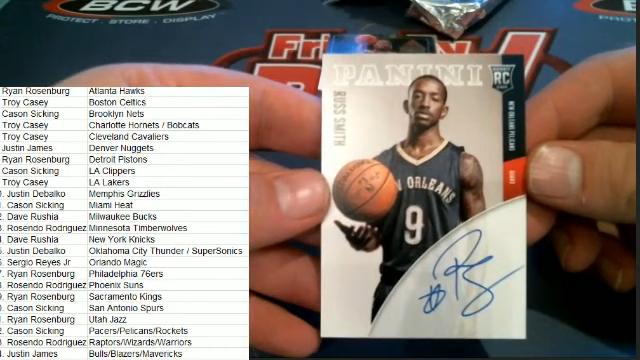 BCW
PROTECT . STORE . DISPLAY
PROTECT . S
Fri
Ryan Rosenburg Atlanta Hawks
Troy Casey Boston Celtics
Cason Sicking Brooklyn Nets
Troy Casey Charlotte Hornets / Bobcats
Troy Casey Cleveland Cavaliers
Justin James Denver Nuggets
Ryan Rosenburg Detroit Pistons
Cason Sicking LA Clippers
Troy Casey LA Lakers
Justin Debalko Memphis Grizzlies
Cason Sicking Miami Heat
Dave Rushia Milwaukee Bucks
Rosendo Rodriguez Minnesota Timberwolves
Dave Rushia New York Knicks
Justin Debalko Oklahoma City Thunder / SuperSonics
Sergio Reyes Jr Orlando Magic
Ryan Rosenburg Philadelphia 76ers
Rosendo Rodriguez Phoenix Suns
Ryan Rosenburg Sacramento Kings
Cason Sicking San Antonio Spurs
Ryan Rosenburg Utah Jazz
Cason Sicking Pacers/Pelicans/Rockets
Rosendo Rodriguez Raptors/Wizards/Warriors
Justin James Bulls/Blazers/Mavericks
PANINI
RC
RUSS SMITH
NEW ORLEANS PELICANS
GUARD
W ORLEANS
9